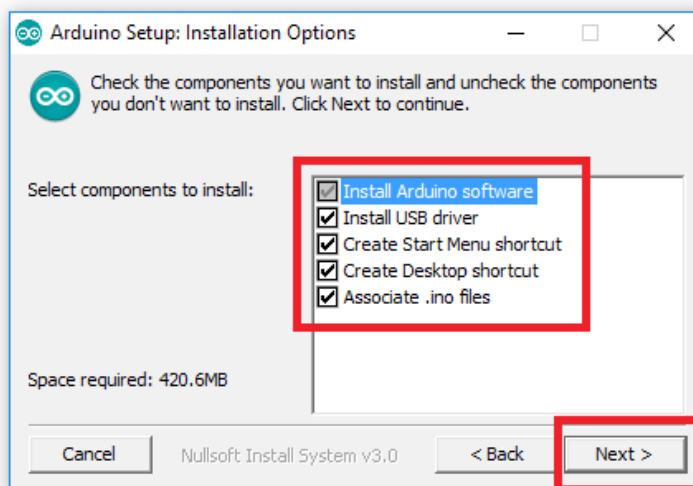 Arduino Setup: Installation Options
Check the components you want to install and uncheck the components
you don't want to install. Click Next to continue.
Select components to install:
Install Arduino software
Install USB driver
Create Start Menu shortcut
Create Desktop shortcut
Associate .ino files
Space required: 420.6MB
Cancel
Nullsoft Install System v3.0
< Back
Next >